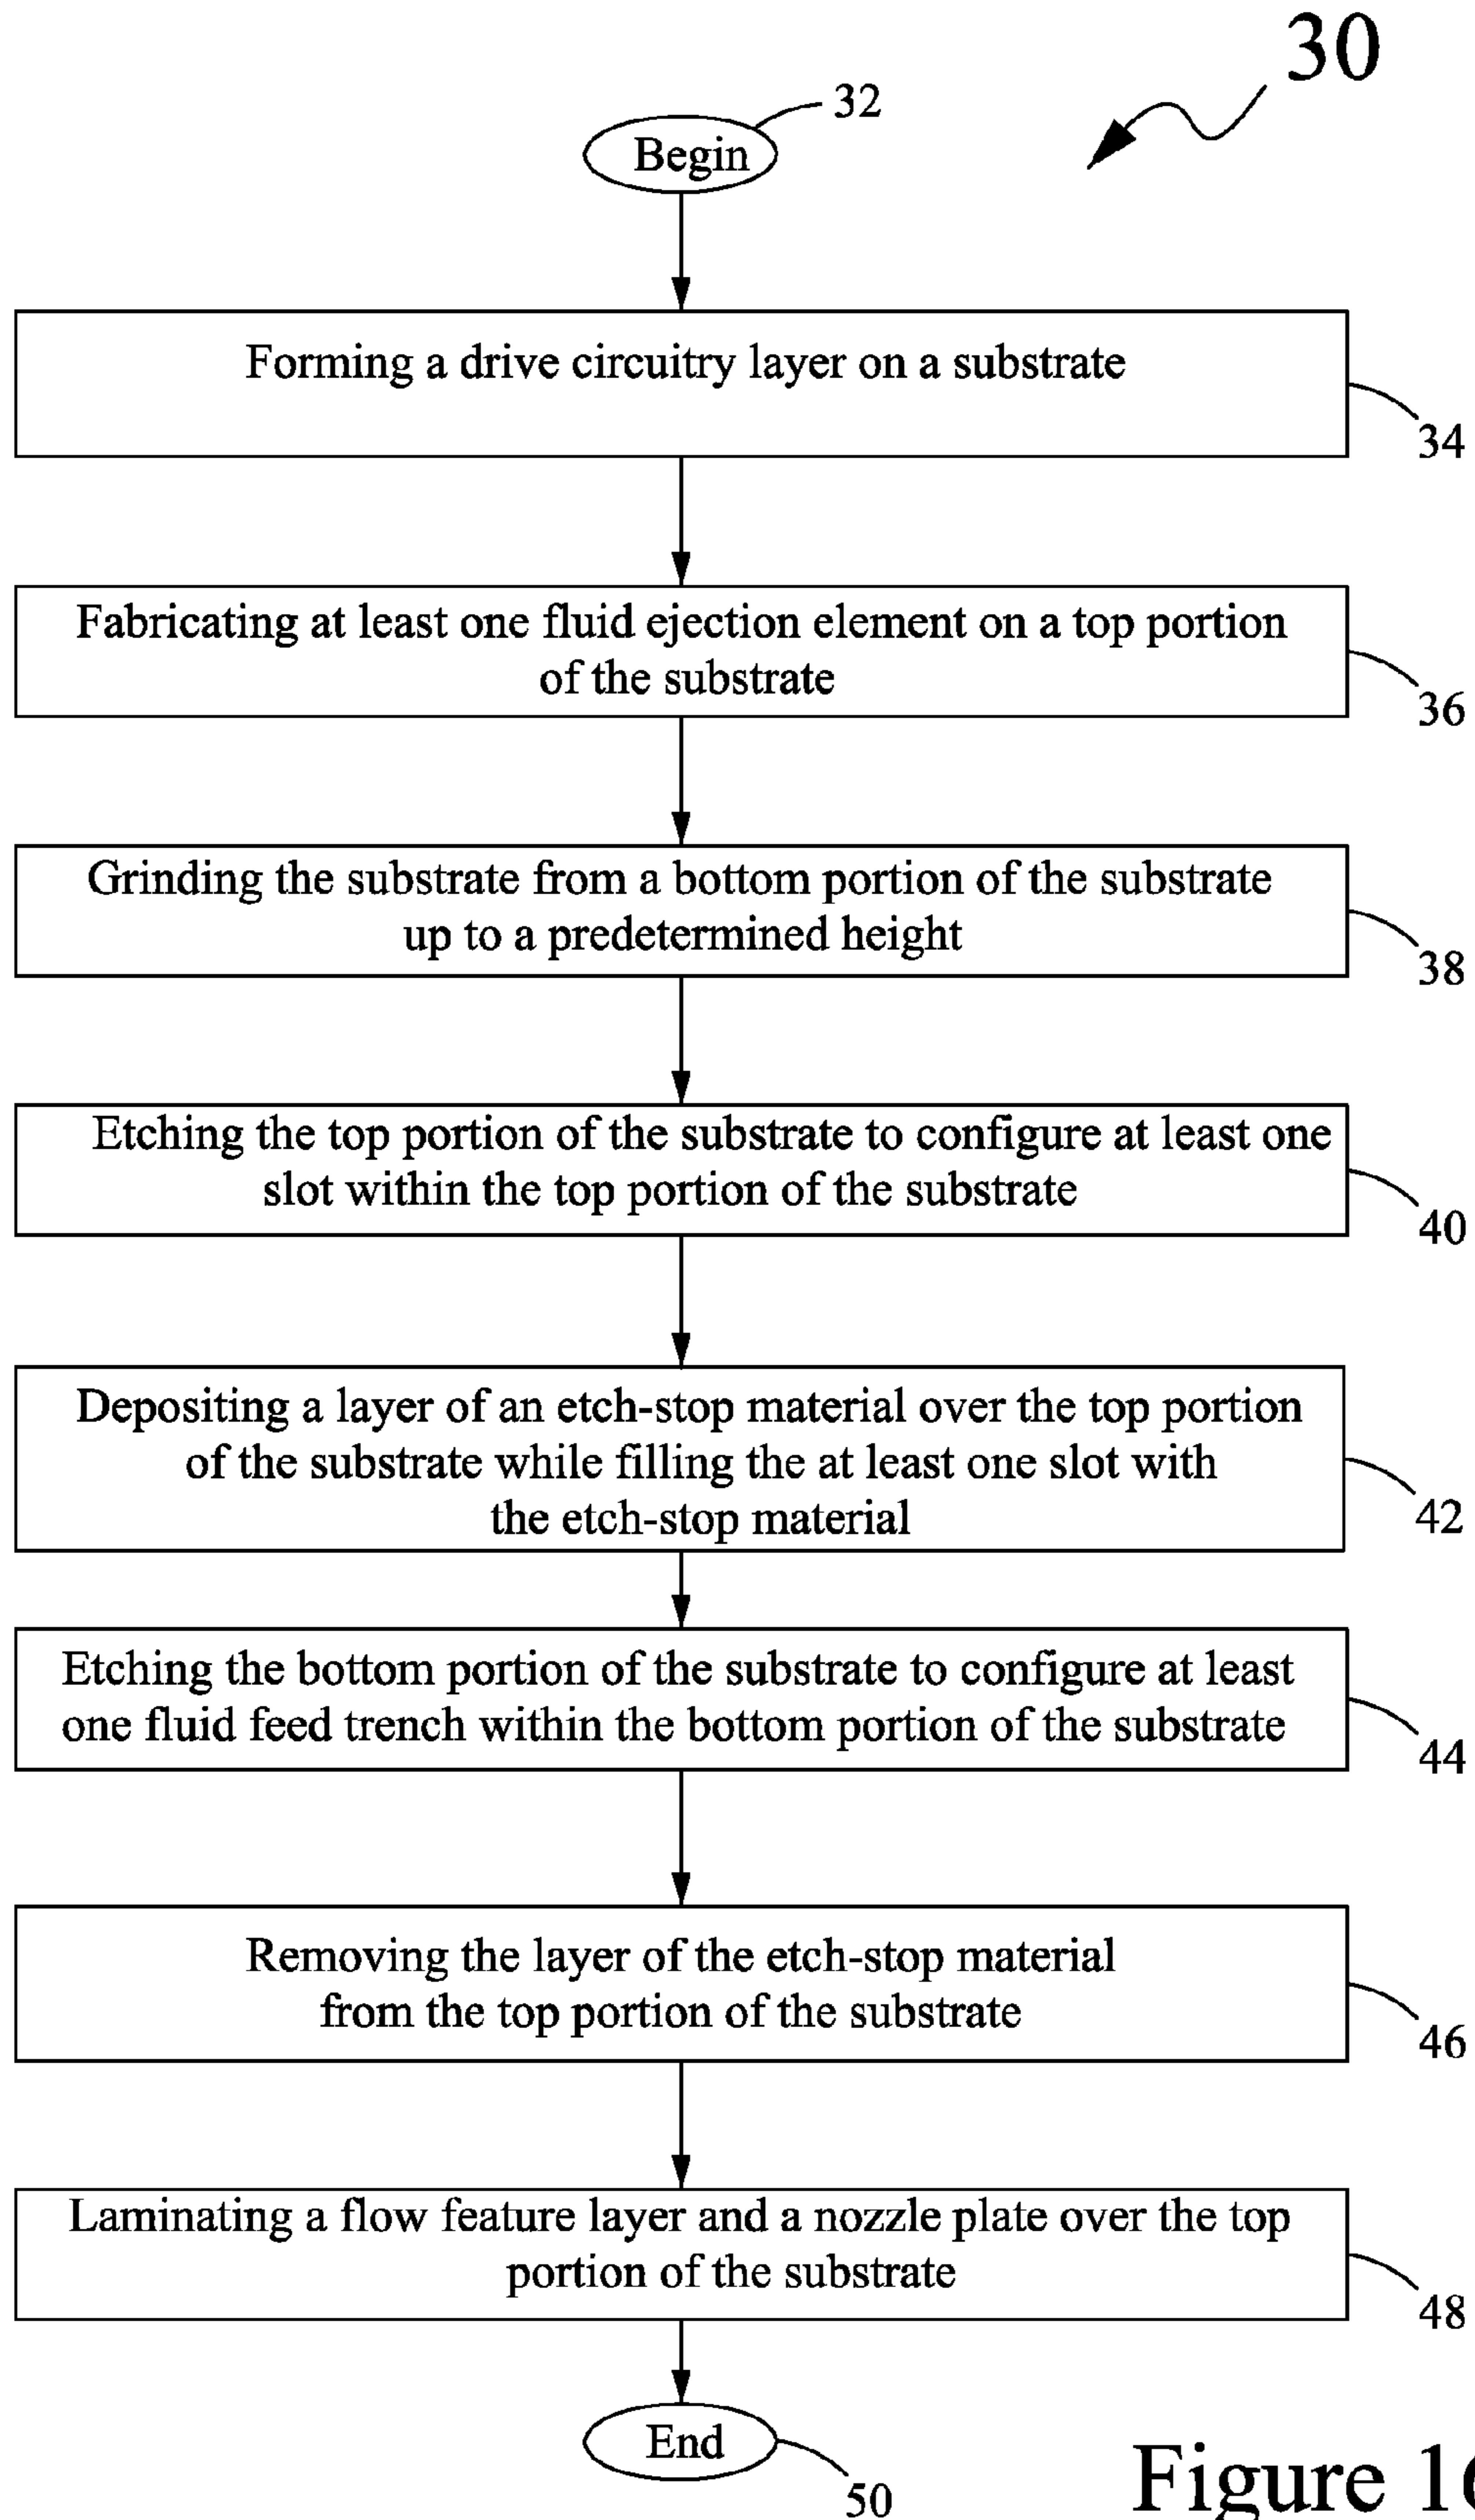 30
32
Begin
Forming a drive circuitry layer on a substrate
34
Fabricating at least one fluid ejection element on a top portion
of the substrate
36
Grinding the substrate from a bottom portion of the substrate
up to a predetermined height
38
Etching the top portion of the substrate to configure at least one
slot within the top portion of the substrate
40
Depositing a layer of an etch-stop material over the top portion
of the substrate while filling the at least one slot with
the etch-stop material
42
Etching the bottom portion of the substrate to configure at least
one fluid feed trench within the bottom portion of the substrate
44
Removing the layer of the etch-stop material
from the top portion of the substrate
46
Laminating a flow feature layer and a nozzle plate over the top
portion of the substrate
48
End
50
Figure